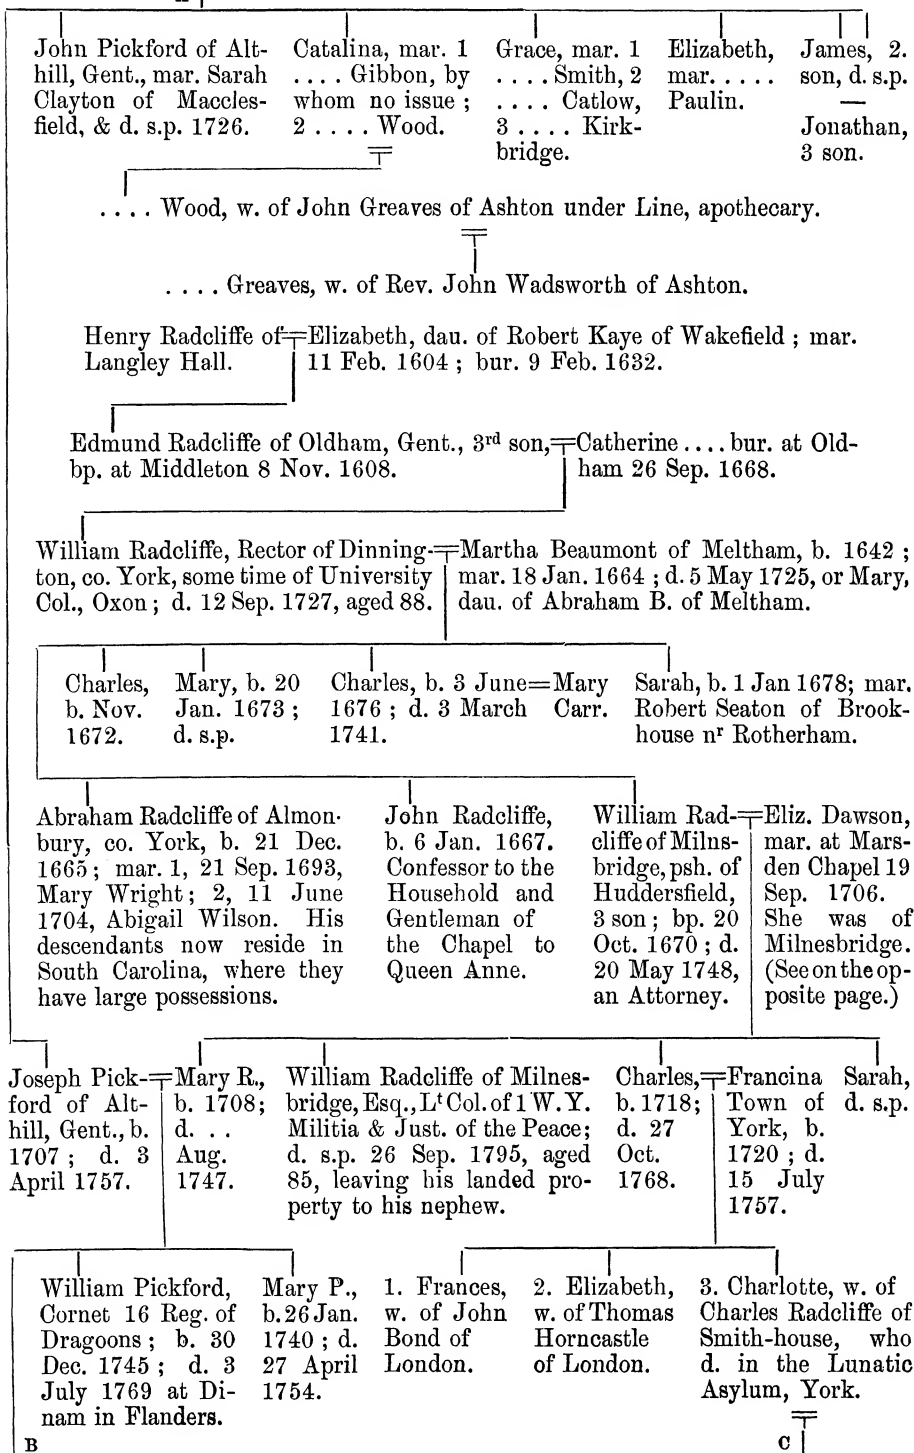 John Pickford of Alt-
hill, Gent., mar. Sarah
Clayton of Maccles-
field, & d. s.p. 1726.
Catalina, mar. 1
.... Gibbon, by
whom no issue ;
2 .... Wood.
Grace, mar. 1
.... Smith, 2
.... Catlow,
3 .... Kirk-
bridge.
Elizabeth,
mar. ....
Paulin.
James, 2.
son, d. s.p.
—
Jonathan,
3 son.
.... Wood, w. of John Greaves of Ashton under Line, apothecary.
.... Greaves, w. of Rev. John Wadsworth of Ashton.
Henry Radcliffe of
Langley Hall.
Elizabeth, dau. of Robert Kaye of Wakefield ; mar.
11 Feb. 1604 ; bur. 9 Feb. 1632.
Edmund Radcliffe of Oldham, Gent., 3rd son,
bp. at Middleton 8 Nov. 1608.
Catherine .... bur. at Old-
ham 26 Sep. 1668.
William Radcliffe, Rector of Dinning-
ton, co. York, some time of University
Col., Oxon ; d. 12 Sep. 1727, aged 88.
Martha Beaumont of Meltham, b. 1642 ;
mar. 18 Jan. 1664 ; d. 5 May 1725, or Mary,
dau. of Abraham B. of Meltham.
Charles,
b. Nov.
1672.
Mary, b. 20
Jan. 1673 ;
d. s.p.
Charles, b. 3 June
1676 ; d. 3 March
1741.
Mary
Carr.
Sarah, b. 1 Jan 1678; mar.
Robert Seaton of Brook-
house nr Rotherham.
Abraham Radcliffe of Almon-
bury, co. York, b. 21 Dec.
1665 ; mar. 1, 21 Sep. 1693,
Mary Wright ; 2, 11 June
1704, Abigail Wilson. His
descendants now reside in
South Carolina, where they
have large possessions.
John Radcliffe,
b. 6 Jan. 1667.
Confessor to the
Household and
Gentleman of
the Chapel to
Queen Anne.
William Rad-
cliffe of Milns-
bridge, psh. of
Huddersfield,
3 son ; bp. 20
Oct. 1670 ; d.
20 May 1748,
an Attorney.
Eliz. Dawson,
mar. at Mars-
den Chapel 19
Sep. 1706.
She was of
Milnesbridge.
(See on the op-
posite page.)
Joseph Pick-
ford of Alt-
hill, Gent., b.
1707 ; d. 3
April 1757.
Mary R.,
b. 1708;
d. . .
Aug.
1747.
William Radcliffe of Milnes-
bridge, Esq., Lt Col. of 1 W. Y.
Militia & Just. of the Peace;
d. s.p. 26 Sep. 1795, aged
85, leaving his landed pro-
perty to his nephew.
Charles,
b. 1718;
d. 27
Oct.
1768.
Francina
Town of
York, b.
1720 ; d.
15 July
1757.
Sarah,
d. s.p.
William Pickford,
Cornet 16 Reg. of
Dragoons ; b. 30
Dec. 1745 ; d. 3
July 1769 at Di-
nam in Flanders.
Mary P.,
b. 26 Jan.
1740 ; d.
27 April
1754.
1. Frances,
w. of John
Bond of
London.
2. Elizabeth,
w. of Thomas
Horncastle
of London.
3. Charlotte, w. of
Charles Radcliffe of
Smith-house, who
d. in the Lunatic
Asylum, York.
B
C